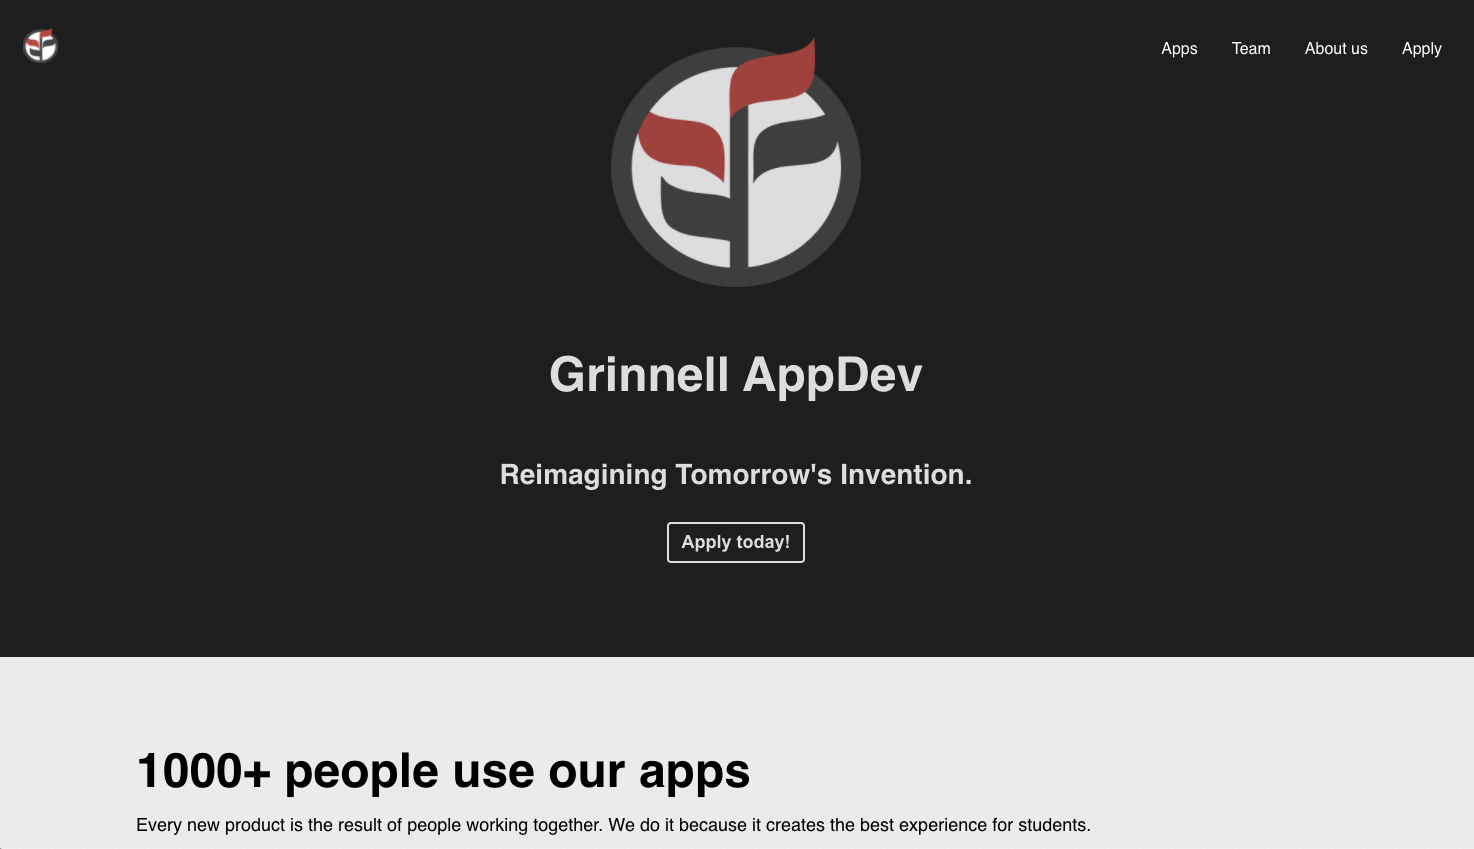 Apps Team About us Apply
Grinnell AppDev
Reimagining Tomorrow's Invention.
Apply today!
1000+ people use our apps
Every new product is the result of people working together. We do it because it creates the best experience for students.